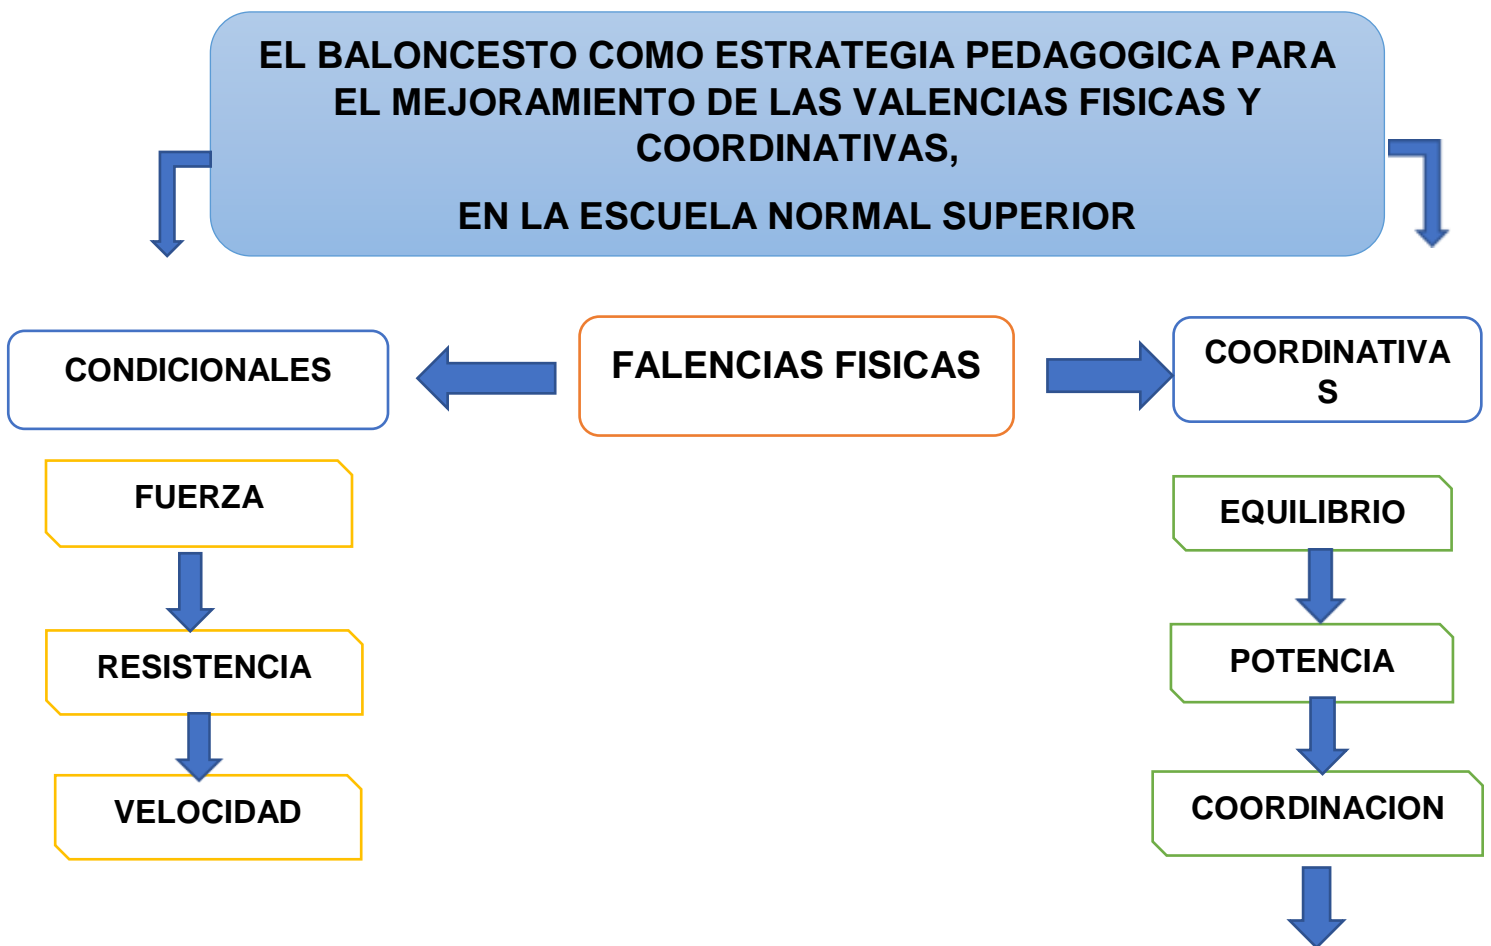 EL BALONCESTO COMO ESTRATEGIA PEDAGOGICA PARA
EL MEJORAMIENTO DE LAS VALENCIAS FISICAS Y
COORDINATIVAS,
EN LA ESCUELA NORMAL SUPERIOR
CONDICIONALES
FALENCIAS FISICAS
COORDINATIVA
S
FUERZA
RESISTENCIA
VELOCIDAD
EQUILIBRIO
POTENCIA
COORDINACION